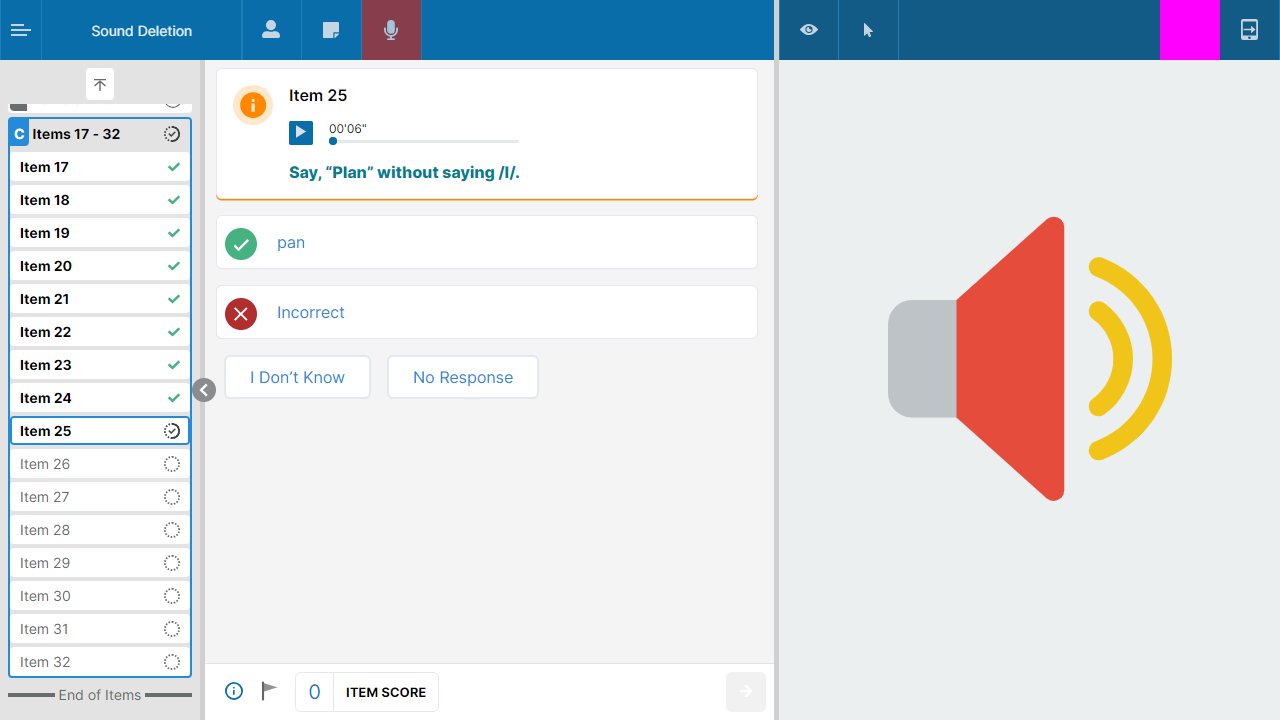 Sound Deletion
C Items 17 - 32
Item 17
Item 18
Item 19
Item 20
Item 21
Item 22
Item 23
Item 24
Item 25
Item 26
Item 27
Item 28
Item 29
Item 30
Item 31
Item 32
End of Items
Item 25
00'06"
Say, “Plan” without saying /l/.
pan
Incorrect
I Don’t Know
No Response
0 ITEM SCORE